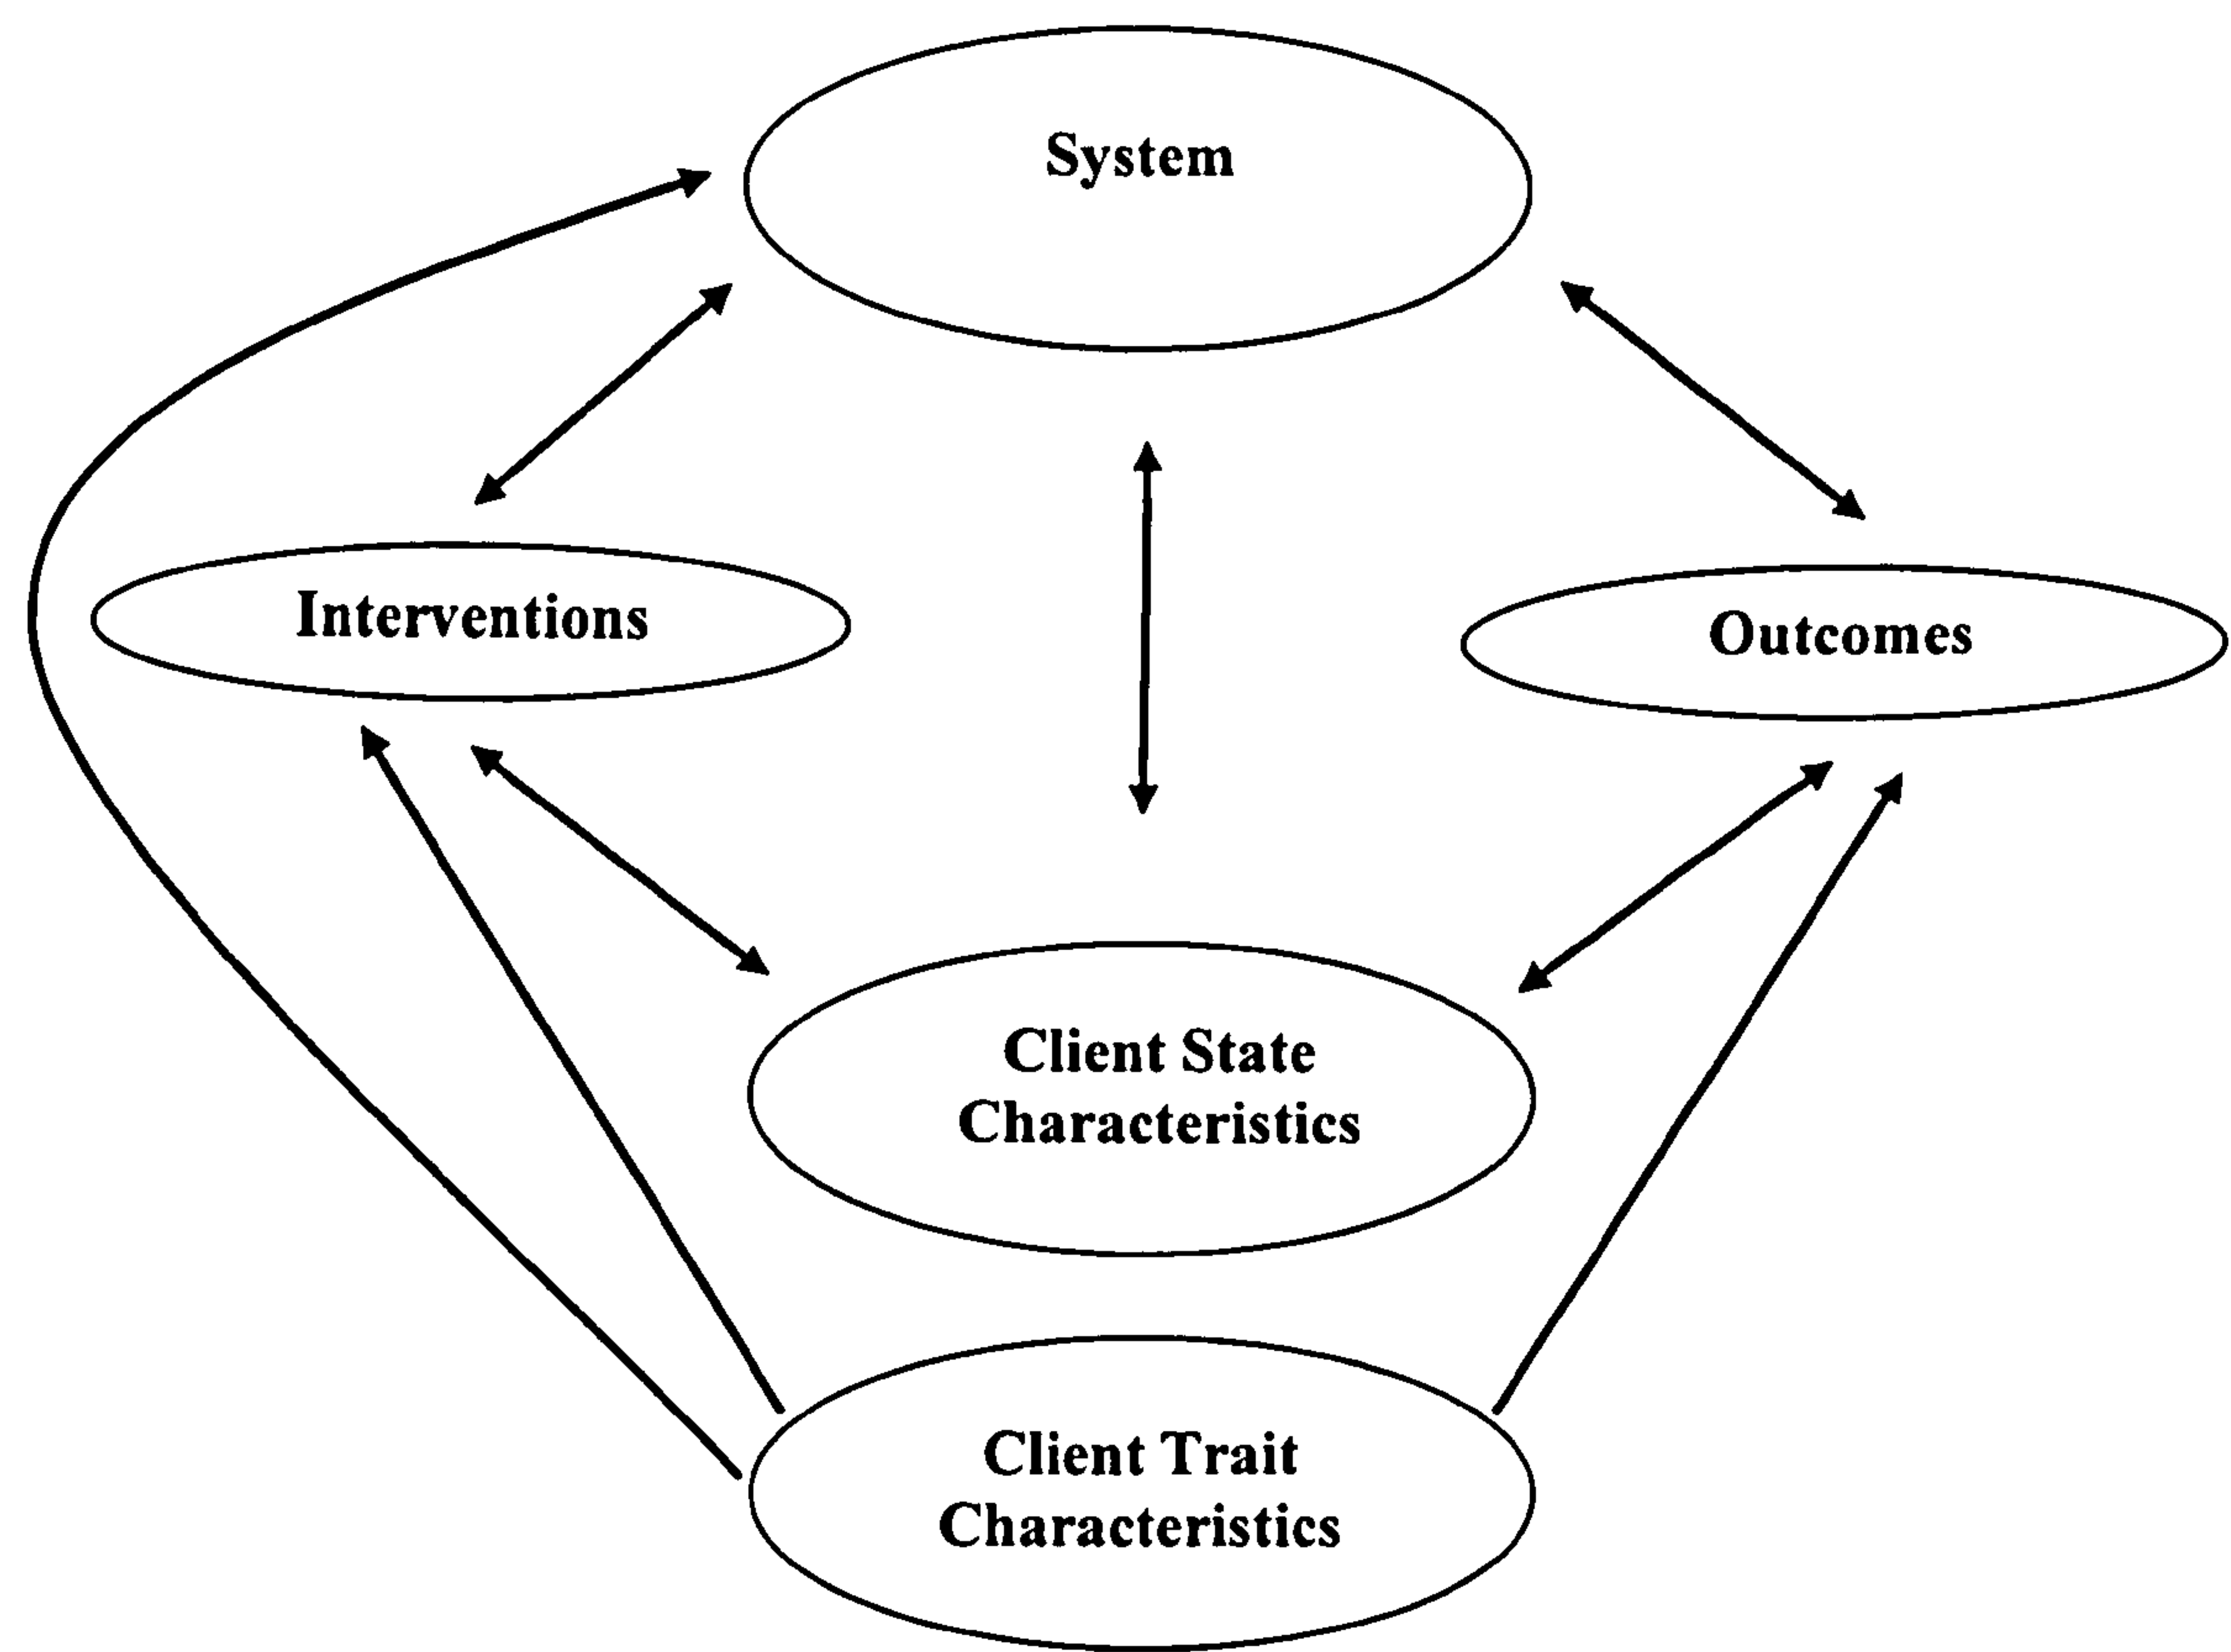 System
Interventions
Outcomes
Client State
Characteristics
Client Trait
Characteristics